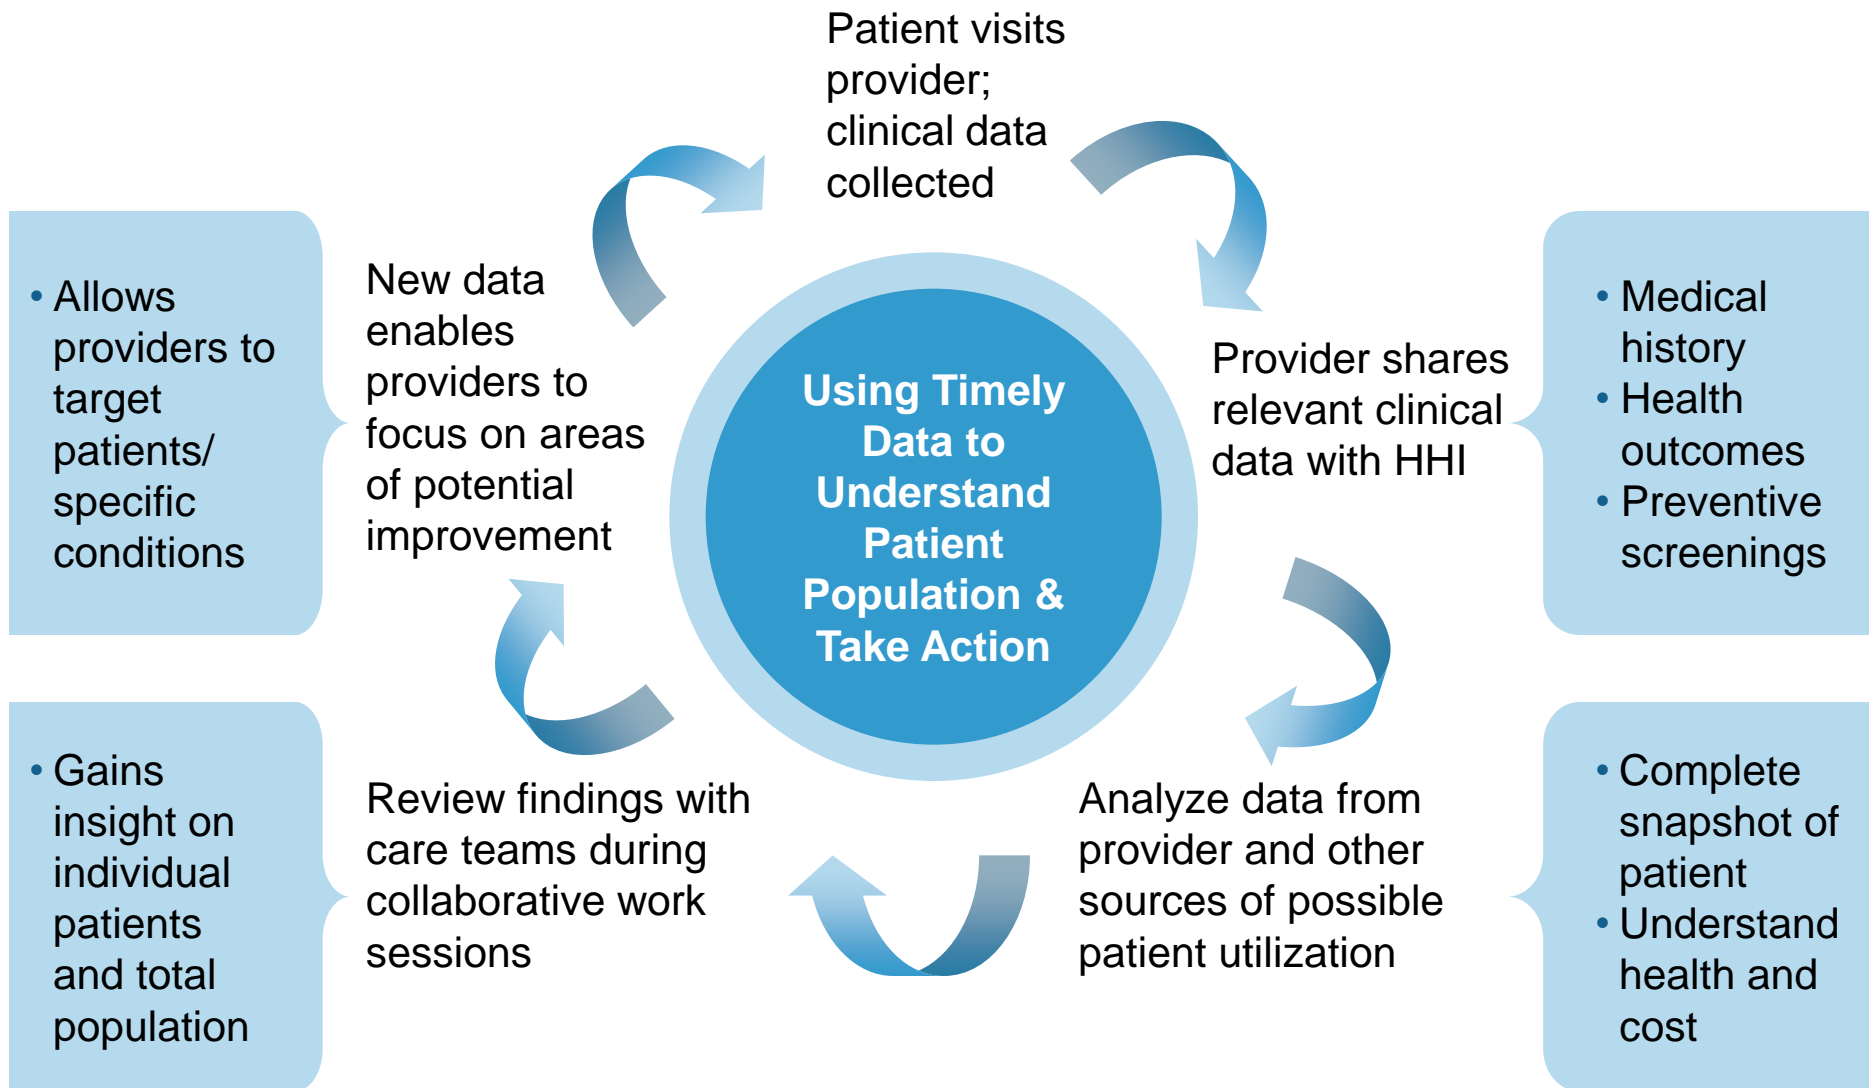 Patient visits
provider;
clinical data
collected
• Allows
providers to
target
patients/
specific
conditions
New data
enables
providers to
focus on areas
of potential
improvement
Using Timely
Data to
Understand
Patient
Population &
Take Action
Provider shares
relevant clinical
data with HHI
• Medical
history
• Health
outcomes
• Preventive
screenings
• Gains
insight on
individual
patients
and total
population
Review findings with
care teams during
collaborative work
sessions
Analyze data from
provider and other
sources of possible
patient utilization
• Complete
snapshot of
patient
• Understand
health and
cost